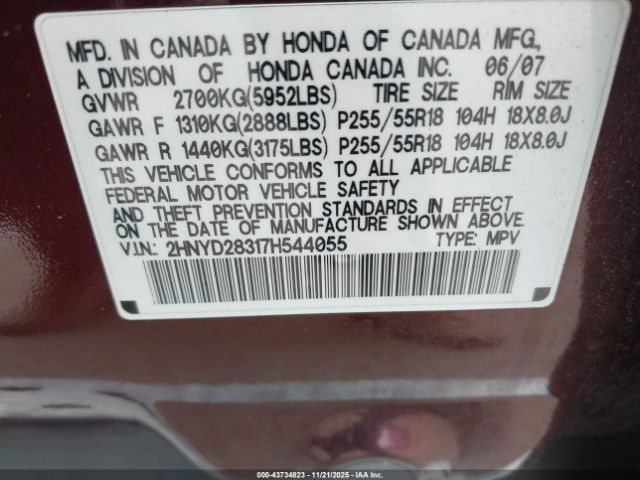 MFD. IN CANADA BY HONDA OF CANADA MFG.,
A DIVISION OF HONDA CANADA INC. 06/07
GVWR 2700KG(5952LBS) TIRE SIZE RIM SIZE
GAWR F 1310KG(2888LBS) P255/55R18 104H 18X8.0J
GAWR R 1440KG(3175LBS) P255/55R18 104H 18X8.0J
THIS VEHICLE CONFORMS TO ALL APPLICABLE
FEDERAL MOTOR VEHICLE SAFETY
AND THEFT PREVENTION STANDARDS IN EFFECT
ON THE DATE OF MANUFACTURE SHOWN ABOVE.
V.I.N.: 2HNYD28317H544055 TYPE: MPV
000-43734823 - 11/21/2025 - IAA Inc.